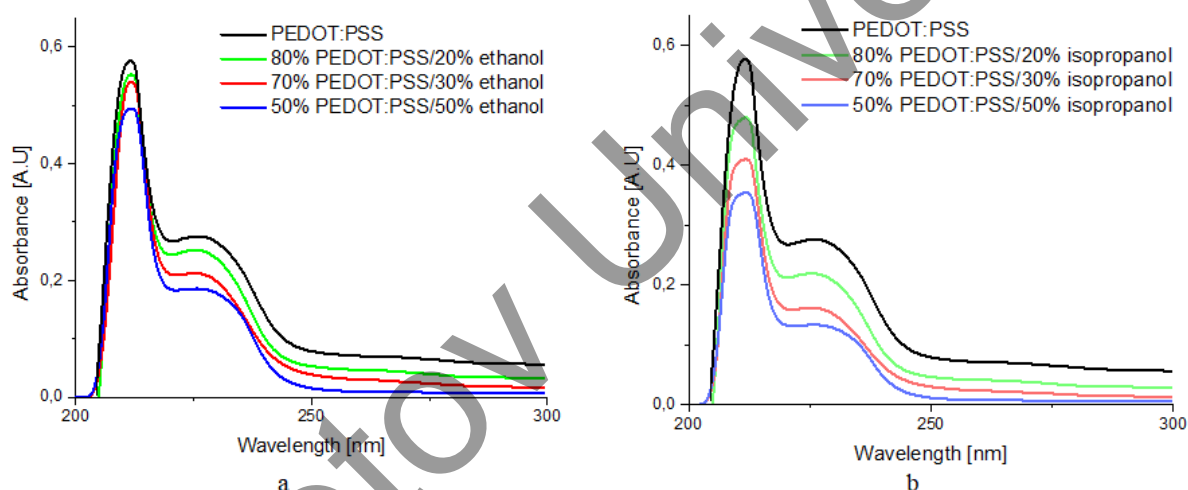 PEDOT:PSS
80% PEDOT:PSS/20% ethanol
70% PEDOT:PSS/30% ethanol
50% PEDOT:PSS/50% ethanol
0,6
0,4
0,2
0,0
Absorbance [A.U]
200
250
300
Wavelength [nm]
a
PEDOT:PSS
80% PEDOT:PSS/20% isopropanol
70% PEDOT:PSS/30% isopropanol
50% PEDOT:PSS/50% isopropanol
0,6
0,4
0,2
0,0
Absorbance [A.U]
200
250
300
Wavelength [nm]
b